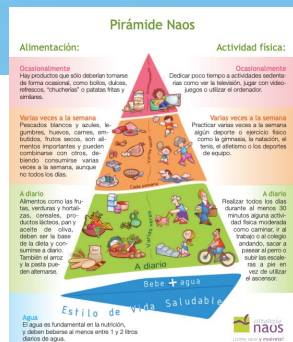 Pirámide Naos
Alimentación:
Actividad física:
Ocasionalmente
Hay productos que sólo deberían tomarse
de forma ocasional, como bollos, dulces,
refrescos, "chucherías" o patatas fritas y
similares.
Ocasionalmente
Dedicar poco tiempo a actividades sedenta-
rias como ver la televisión, jugar con video-
juegos o utilizar el ordenador.
Varias veces a la semana
Pescados blancos y azules, le-
gumbres, huevos, carnes, em-
butidos, frutos secos, son ali-
mentos importantes y pueden
combinarse con otros, de-
biendo consumirse varias
veces a la semana, aunque
no todos los días.
Varias veces a la semana
Practicar varias veces a la semana
algún deporte o ejercicio físico
como la gimnasia, la natación, el
tenis, el atletismo o los deportes
de equipo.
A diario
Alimentos como las fru-
tas, verduras y hortali-
zas, cereales, pro-
ductos lácteos, pan y
aceite de oliva,
deben ser la base
de la dieta y con-
sumirse a diario.
También el arroz
y la pasta pue-
den alternarse.
A diario
Realizar todos los días
durante al menos 30
minutos alguna activi-
dad física moderada
como caminar, ir al
trabajo o al colegio
andando, sacar a
pasear al perro o
subir las escale-
ras a pie en
vez de utilizar
el ascensor.
A diario
Bebe + agua
Estilo de Vida Saludable
Agua
El agua es fundamental en la nutrición,
y deben beberse al menos entre 1 y 2 litros
diarios de agua.
estrategia
naos
¡come sano y muévete!